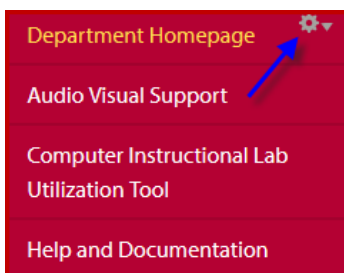 Department Homepage
Audio Visual Support
Computer Instructional Lab
Utilization Tool
Help and Documentation